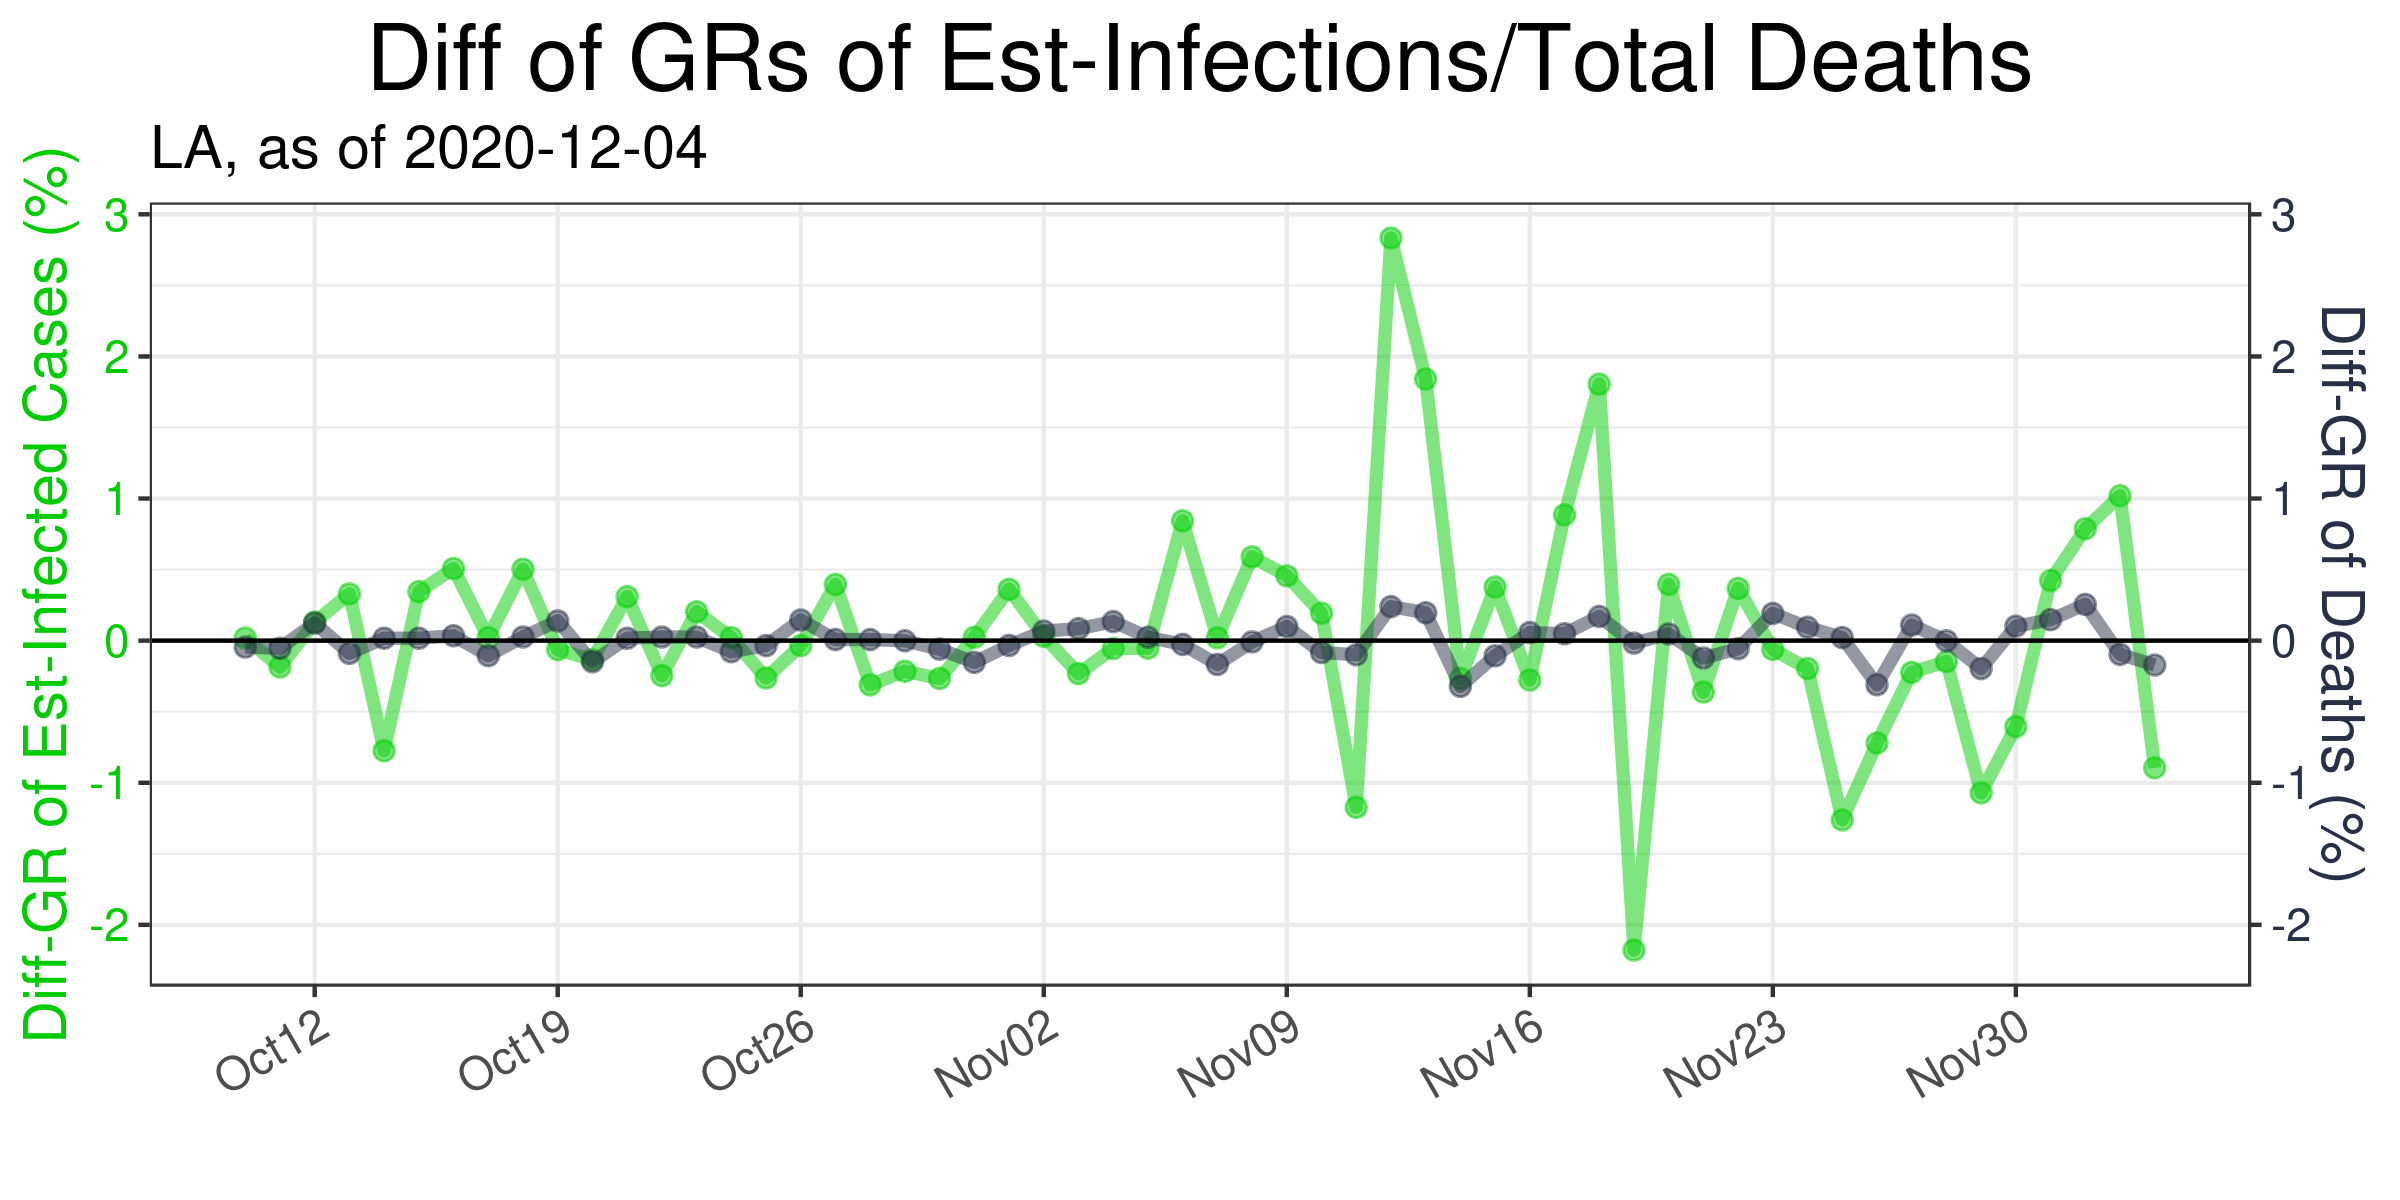 Diff of GRs of Est-Infections/Total Deaths
LA, as of 2020-12-04
Diff-GR of Est-Infected Cases (%)
3
2
1
0
-1
-2
3
2
1
0
-1
-2
Diff-GR of Deaths (%)
Oct12
Oct19
Oct26
Nov02
Nov09
Nov16
Nov23
Nov30